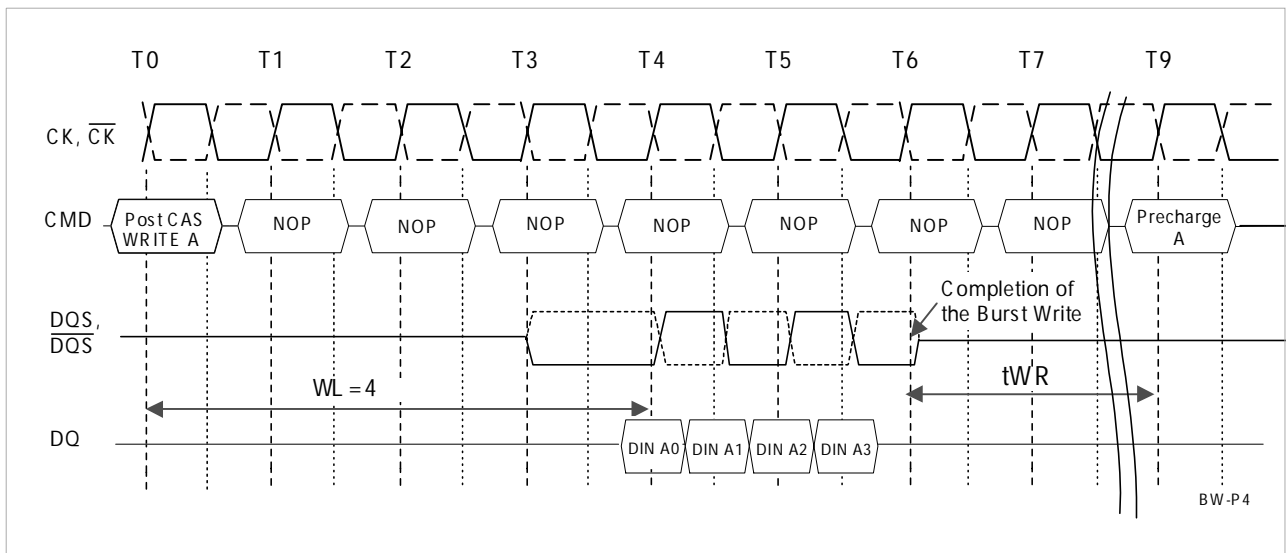 T0 T1 T2 T3 T4 T5 T6 T7 T9
CK, CK
CMD
Post CAS
WRITE A
NOP
NOP
NOP
NOP
NOP
NOP
NOP
Precharge
A
DQS,
DQS
Completion of
the Burst Write
WL = 4
tWR
DQ
DIN A0
DIN A1
DIN A2
DIN A3
BW-P4